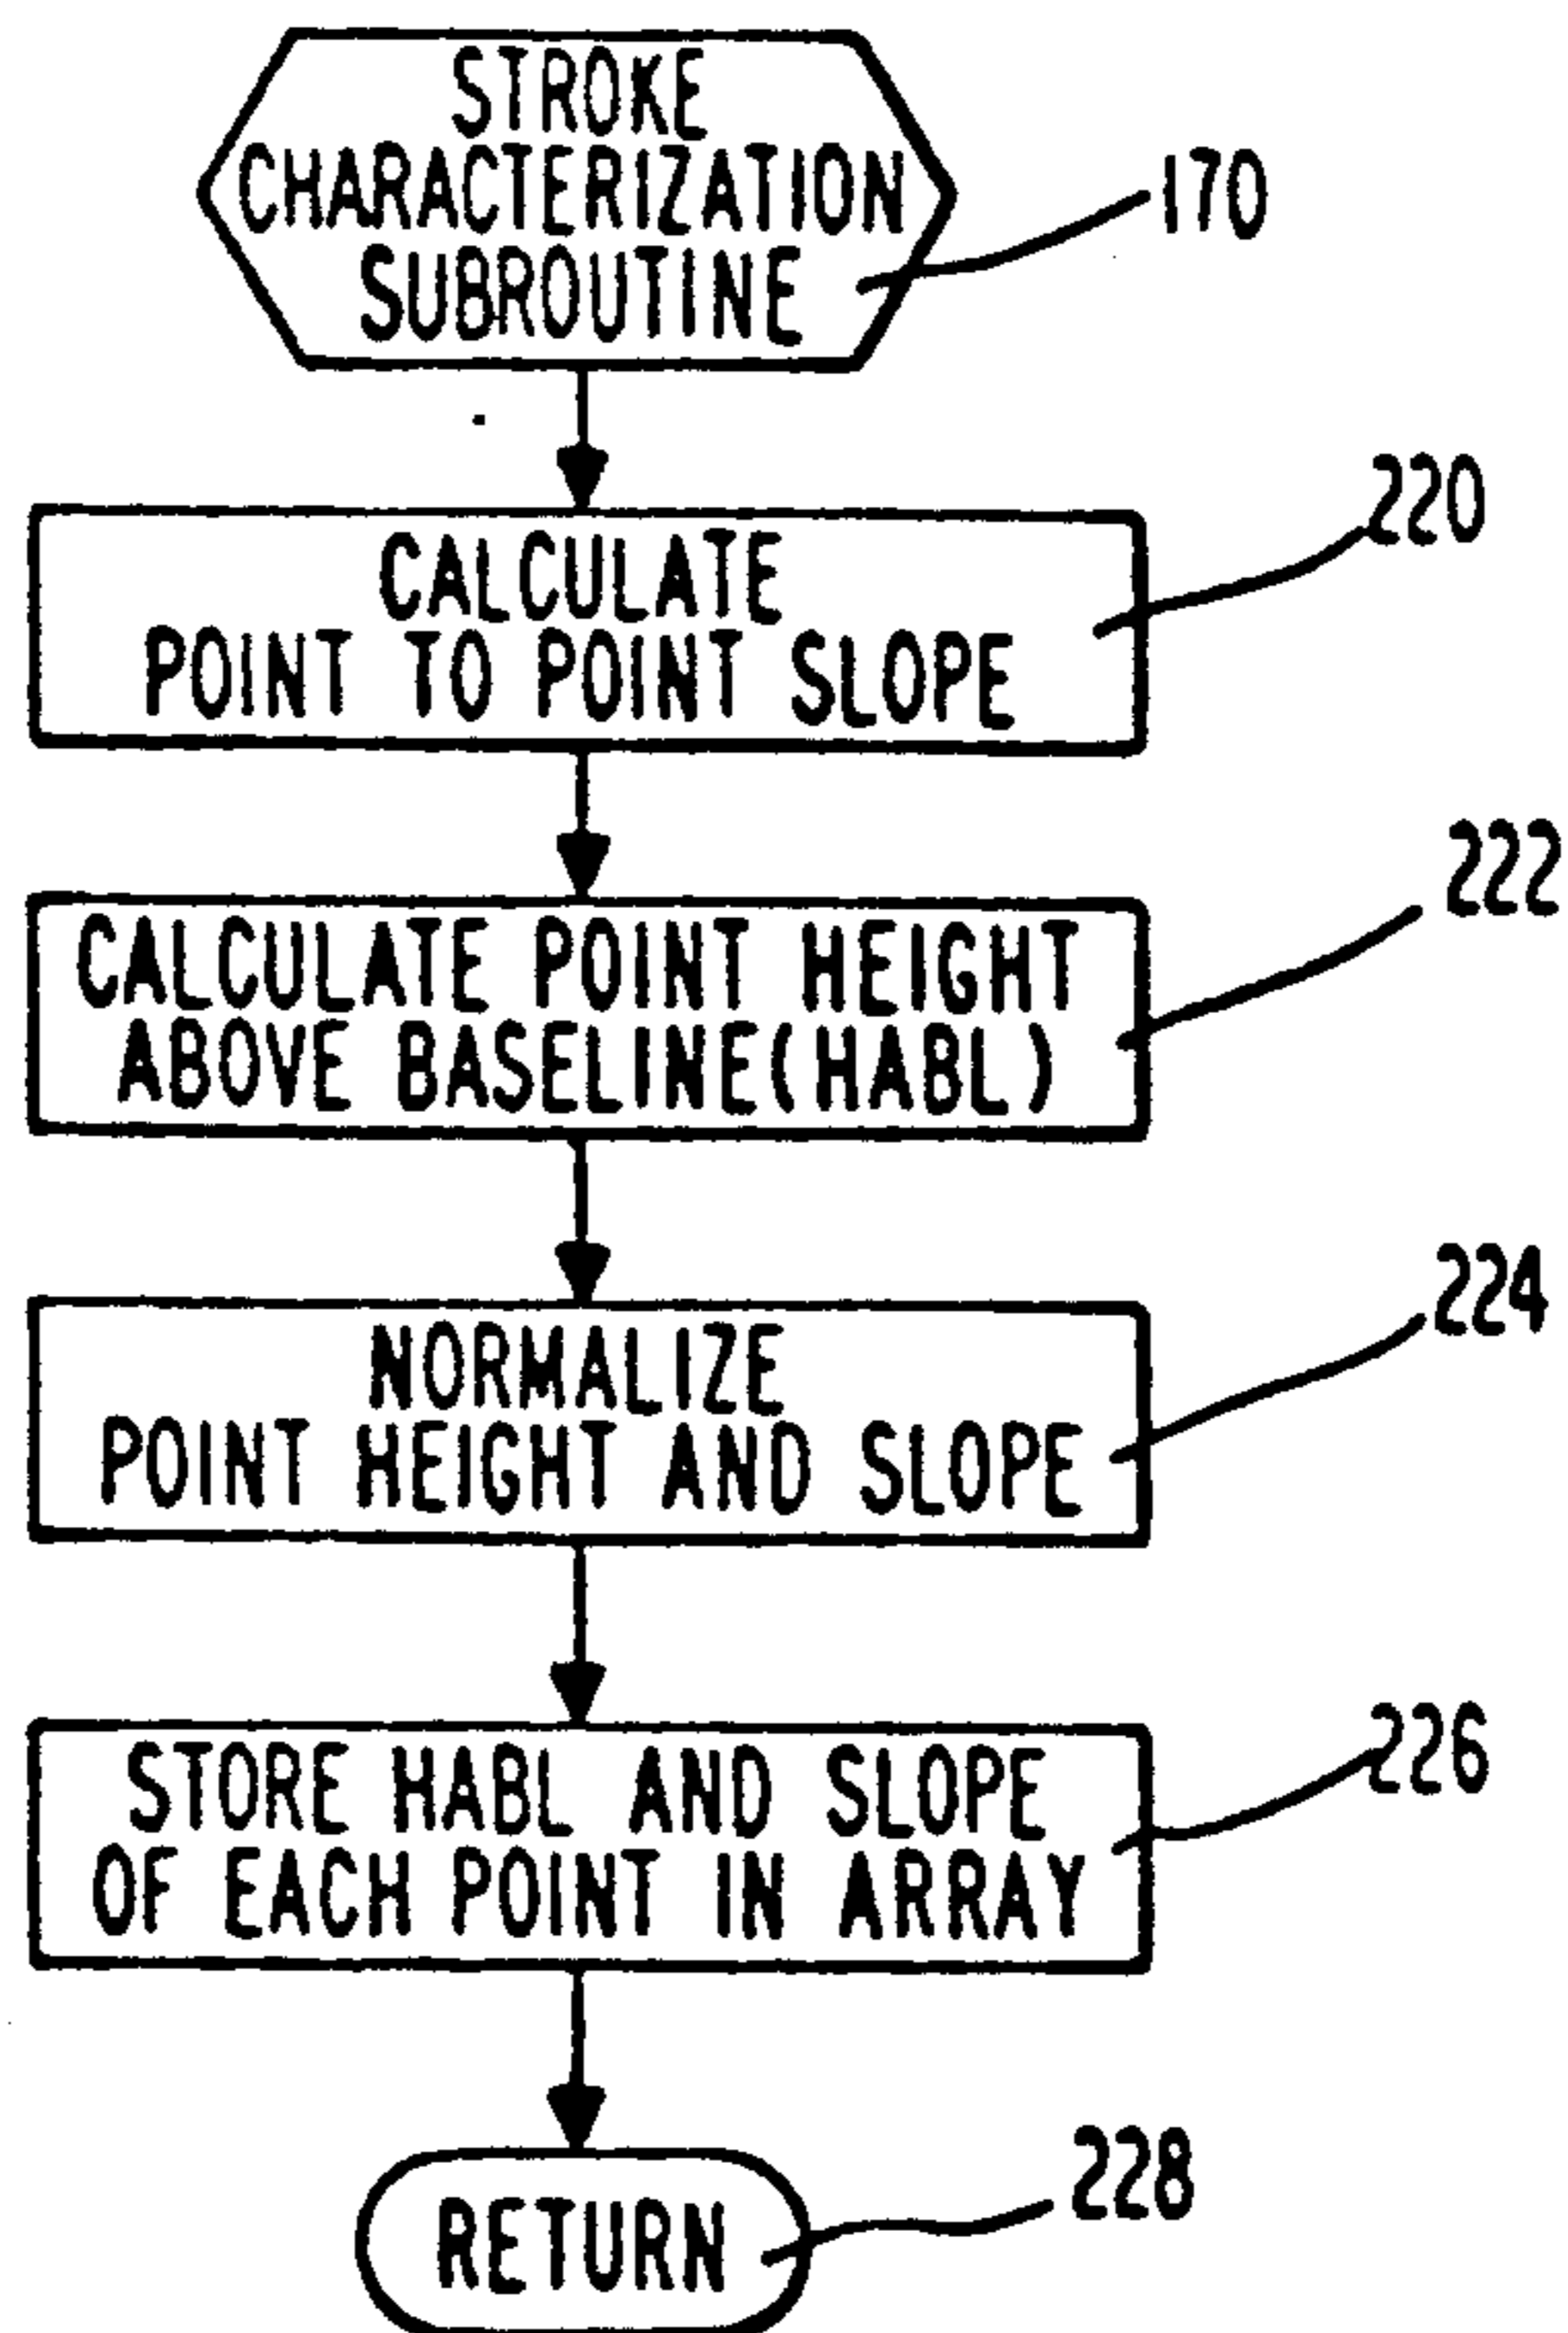 STROKE
CHARACTERIZATION
SUBROUTINE
170
CALCULATE
POINT TO POINT SLOPE
220
CALCULATE POINT HEIGHT
ABOVE BASELINE(HABL)
222
NORMALIZE
POINT HEIGHT AND SLOPE
224
STORE HABL AND SLOPE
OF EACH POINT IN ARRAY
226
RETURN
228